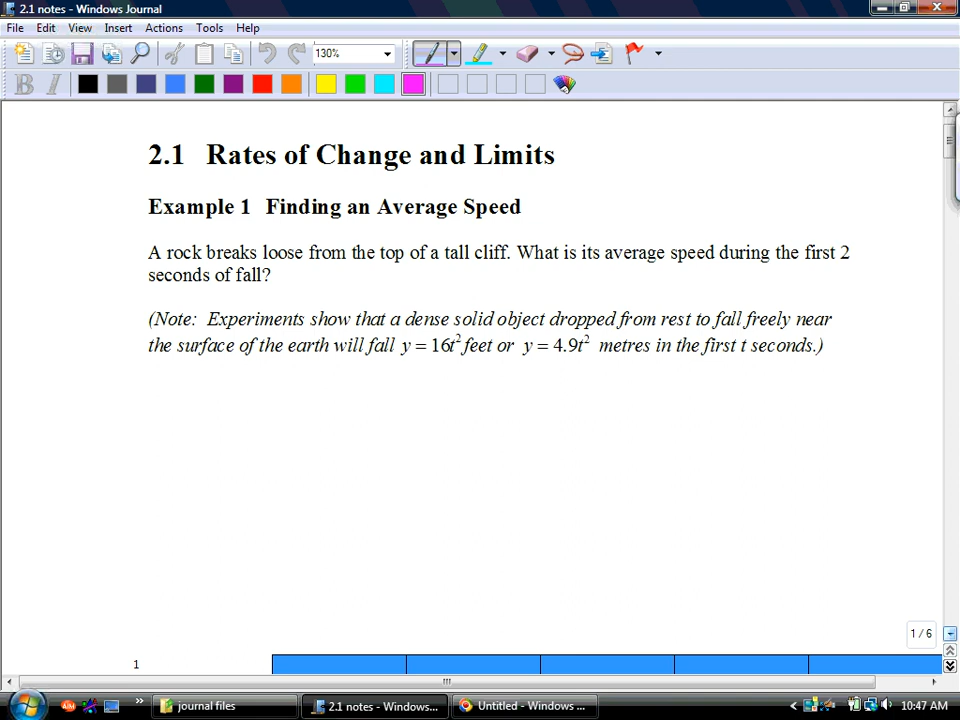 2.1 notes - Windows Journal
File Edit View Insert Actions Tools Help
130%
B I
2.1 Rates of Change and Limits
Example 1 Finding an Average Speed
A rock breaks loose from the top of a tall cliff. What is its average speed during the first 2
seconds of fall?
(Note: Experiments show that a dense solid object dropped from rest to fall freely near
the surface of the earth will fall y = 16t² feet or y = 4.9t² metres in the first t seconds.)
1 / 6
1
journal files 2.1 notes - Windows... Untitled - Windows ... 10:47 AM